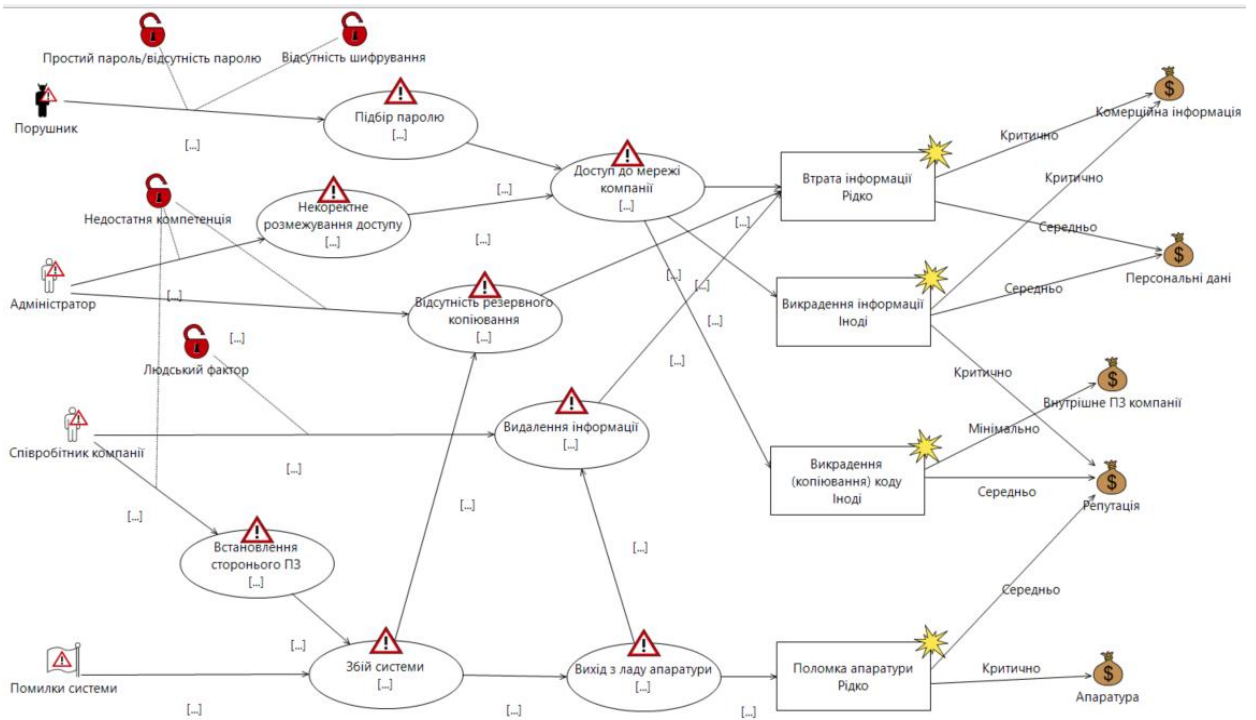 Простий пароль/відсутність паролю
Відсутність шифрування
Порушник
[...]
Підбір паролю
[...]
Комерційна інформація
Критично
Доступ до мережі
компанії
[...]
Втрата інформації
Рідко
Критично
[...]
Недостатня компетенція
Некоректне
розмежування доступу
[...]
[...]
[...]
Середньо
Персональні дані
Адміністратор
[...]
[...]
[...]
Відсутність резервного
копіювання
[...]
Викрадення інформації
Іноді
Середньо
[...]
[...]
[...]
Людський фактор
Критично
Внутрішне ПЗ компанії
Мінімально
Співробітник компанії
[...]
Видалення інформації
[...]
Викрадення
(копіювання) коду
Іноді
Середньо
Репутація
[...]
[...]
Встановлення
сторонього ПЗ
[...]
[...]
Середньо
[...]
Помилки системи
[...]
Збій системи
[...]
[...]
Вихід з ладу апаратури
[...]
[...]
Поломка апаратури
Рідко
Критично
Апаратура